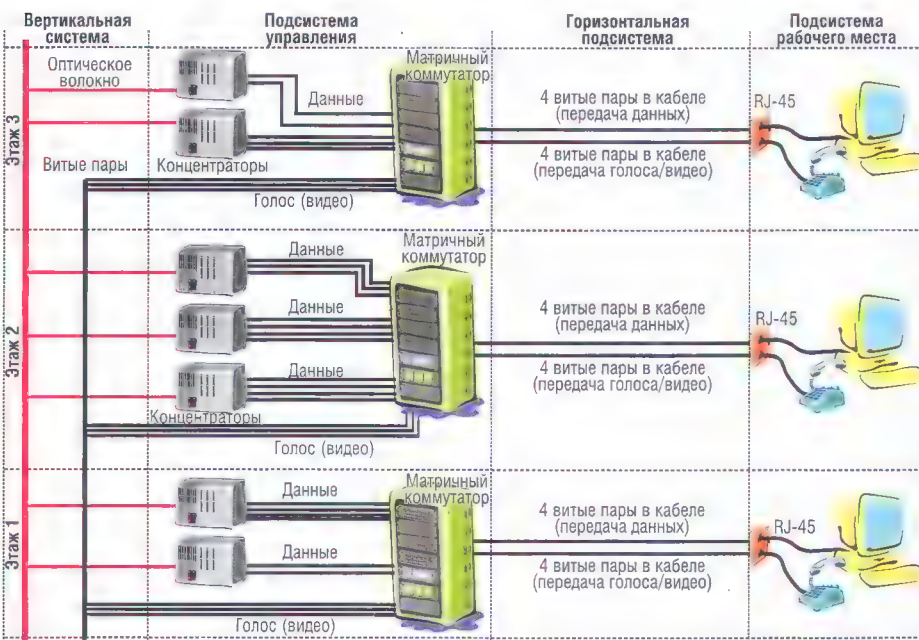 Вертикальная
система
Подсистема
управления
Горизонтальная
подсистема
Подсистема
рабочего места
Этаж 3
Оптическое
волокно
Данные
Матричный
коммутатор
4 витые пары в кабеле
(передача данных)
RJ-45
Витые пары
Концентраторы
4 витые пары в кабеле
(передача голоса/видео)
Голос (видео)
Этаж 2
Данные
Матричный
коммутатор
Данные
4 витые пары в кабеле
(передача данных)
RJ-45
Данные
4 витые пары в кабеле
(передача голоса/видео)
Концентраторы
Голос (видео)
Этаж 1
Данные
Матричный
коммутатор
4 витые пары в кабеле
(передача данных)
RJ-45
Данные
4 витые пары в кабеле
(передача голоса/видео)
Голос (видео)